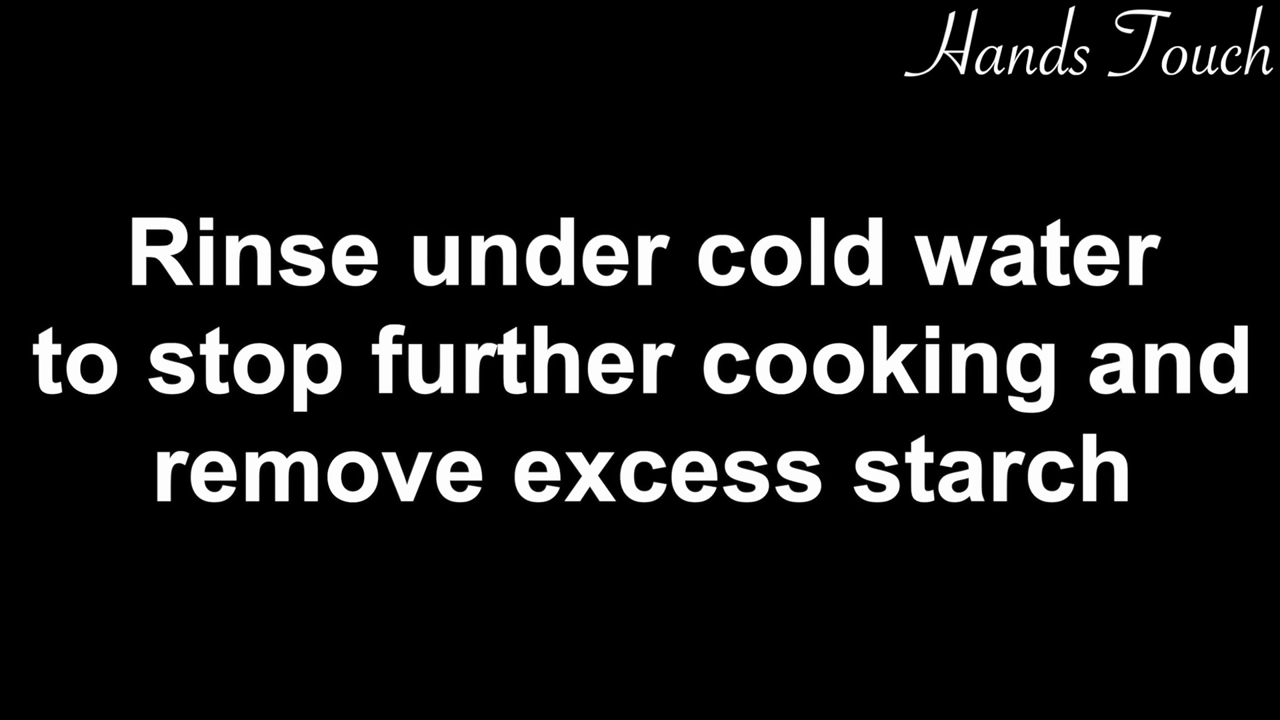 Hands Touch
Rinse under cold water
to stop further cooking and
remove excess starch